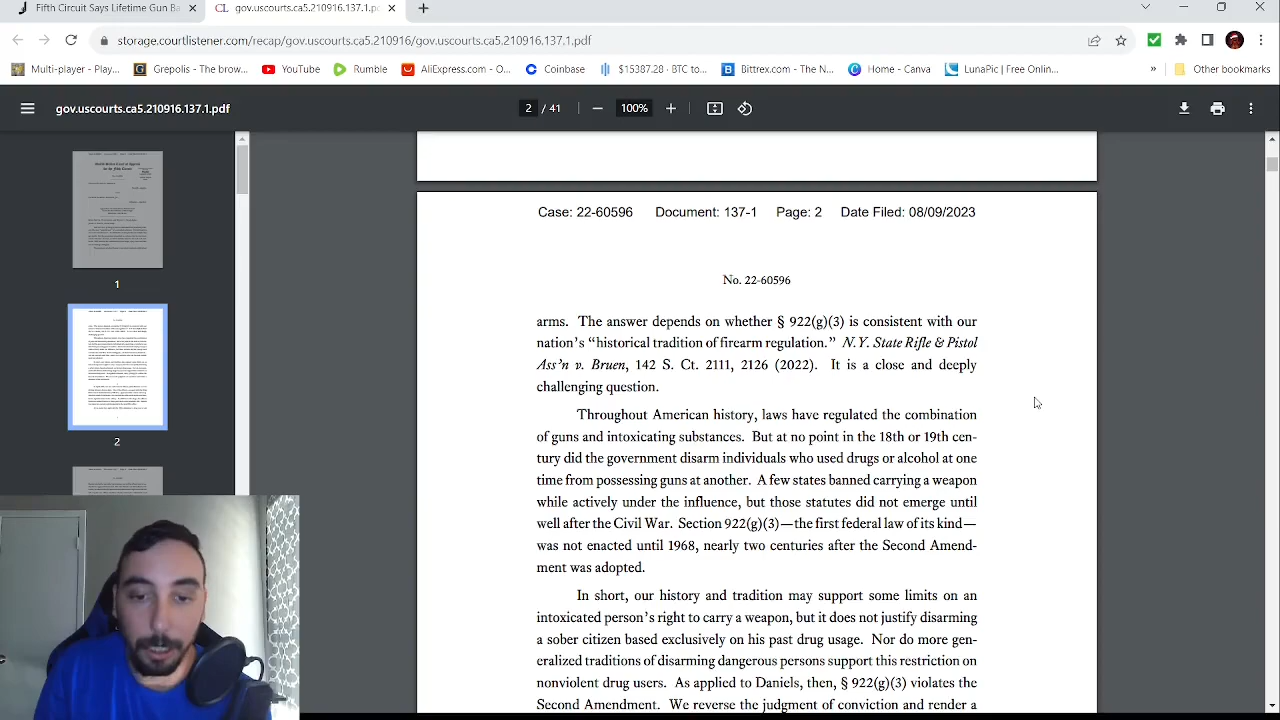 Fifth Circuit Says Lifetime Gun Ba
gov.uscourts.ca5.210916.137.1.pdf
storage.courtlistener.com/recap/gov.uscourts.ca5.210916/gov.uscourts.ca5.210916.137.1.pdf
Multi-player - Play... Grepolis - The brow... YouTube Rumble AliExpress.com - O... Coinbase $15387.28 - BTC to... Bittrex.com - The N... Home - Canva LunaPic | Free Onlin... » Other bookmarks
gov.uscourts.ca5.210916.137.1.pdf 2 / 41 100%
1
2
Case: 22-60596 Document: 137-1 Page: 2 Date Filed: 08/09/2023
No. 22-60596
The answer depends on whether § 922(g)(3) is consistent with our
nation's “historical tradition of firearm regulation.” N.Y. State Rifle & Pistol
Bruen, 142 S. Ct. 2111, 2126 is a close and deeply
challenging question.
Throughout American history, laws have regulated the combination
of guns and intoxicating substances. But at no point in the 18th or 19th cen-
tury did the government disarm individuals who used drugs or alcohol at one
time from possessing guns at another. A few states banned carrying a weapon
while actively under the influence, but those statutes did not emerge until
well after the Civil War. Section 922(g)(3)—the first federal law of its kind—
was not enacted until 1968, nearly two centuries after the Second Amend-
ment was adopted.
In short, our history and tradition may support some limits on an
intoxicated person’s right to carry a weapon, but it does not justify disarming
a sober citizen based exclusively on his past drug usage. Nor do more gen-
eralized traditions of disarming dangerous persons support this restriction on
nonviolent drug users. As applied to Daniels, then, § 922(g)(3) violates the
Second Amendment. We reverse the judgment of conviction and render a